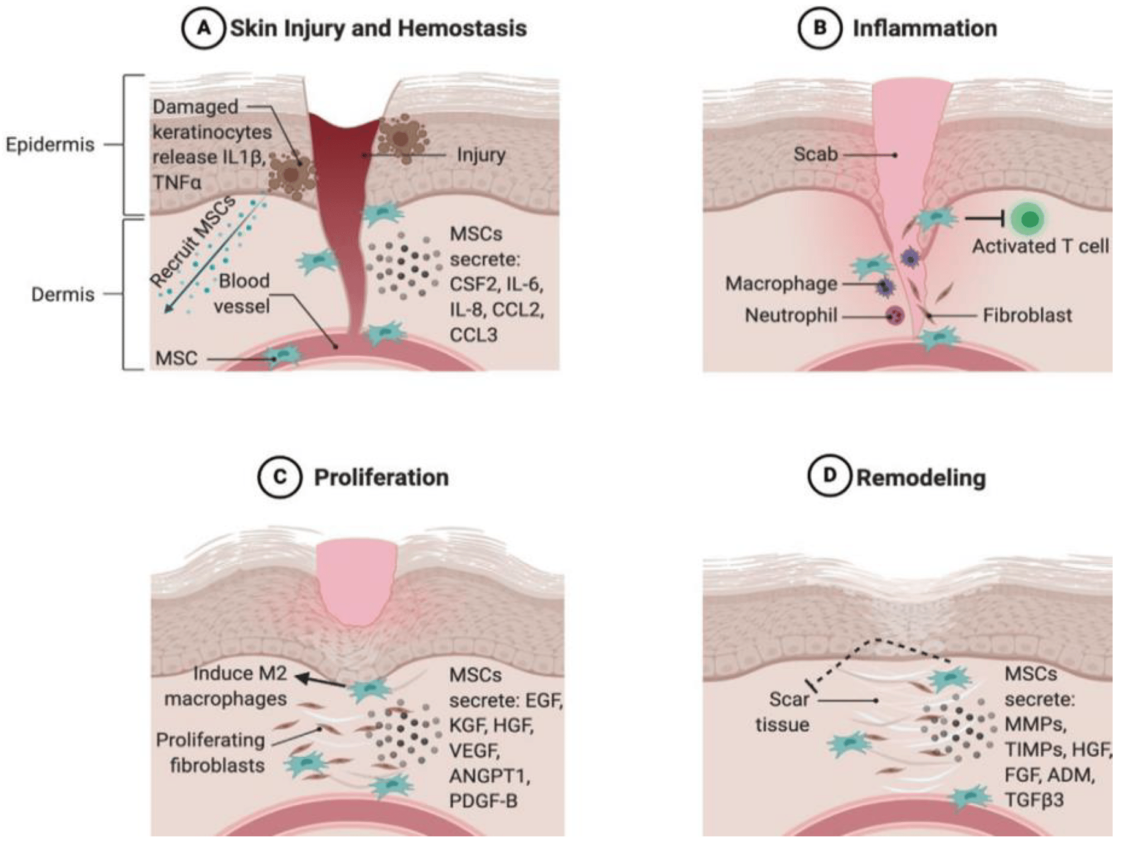 A Skin Injury and Hemostasis
Epidermis
Dermis
Damaged
keratinocytes
release IL1β,
TNFα
Recruit MSCs
Injury
Blood
vessel
MSC
MSCs
secrete:
CSF2, IL-6,
IL-8, CCL2,
CCL3
B Inflammation
Scab
Activated T cell
Macrophage
Neutrophil
Fibroblast
C Proliferation
Induce M2
macrophages
Proliferating
fibroblasts
MSCs
secrete: EGF,
KGF, HGF,
VEGF,
ANGPT1,
PDGF-B
D Remodeling
Scar
tissue
MSCs
secrete:
MMPs,
TIMPs, HGF,
FGF, ADM,
TGFβ3